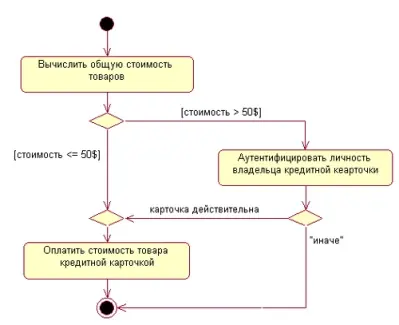 Вычислить общую стоимость
товаров
[стоимость > 50$]
[стоимость <= 50$]
Аутентифицировать личность
владельца кредитной кеарточки
карточка действительна
"иначе"
Оплатить стоимость товара
кредитной карточкой